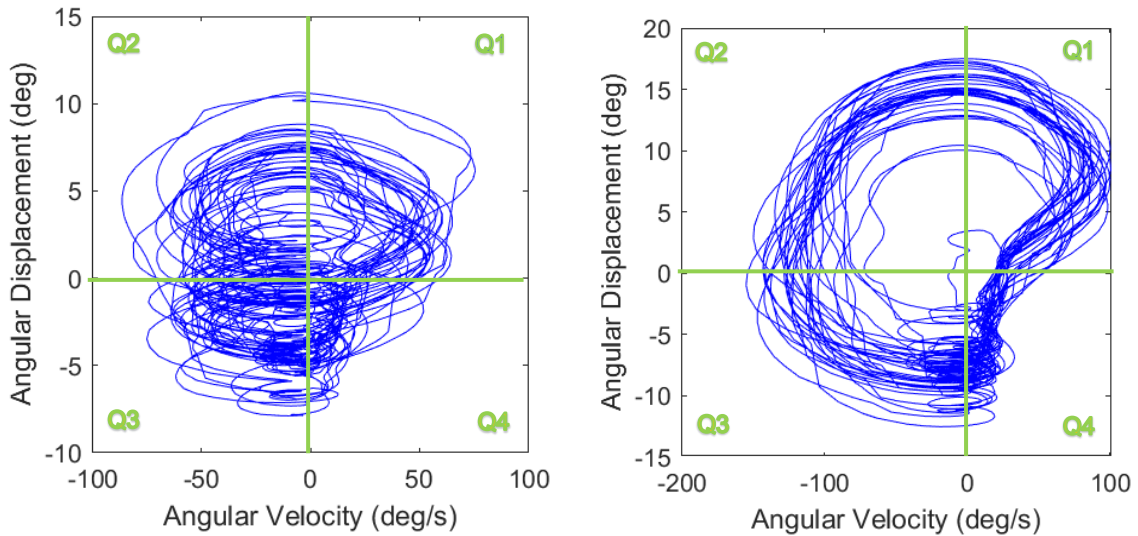 15
10
5
0
-5
-10
-100
-50
0
50
100
Angular Displacement (deg)
Angular Velocity (deg/s)
Q2
Q1
Q3
Q4
20
15
10
5
0
-5
-10
-15
-200
-100
0
100
Angular Displacement (deg)
Angular Velocity (deg/s)
Q2
Q1
Q3
Q4